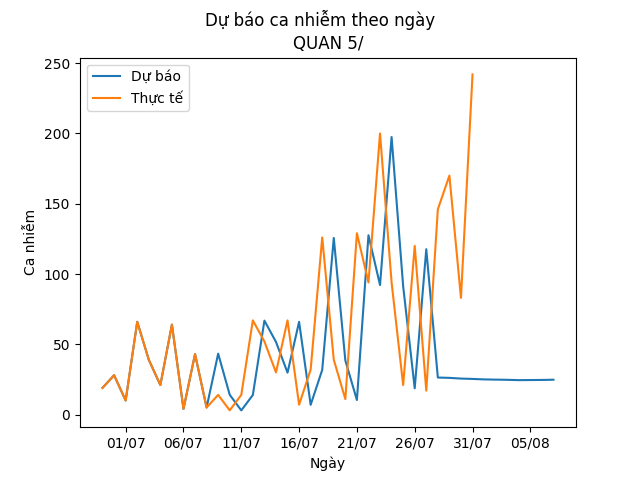 Dự báo ca nhiễm theo ngày
QUAN 5/
Dự báo
Thực tế
Ca nhiễm
250
200
150
100
50
0
01/07 06/07 11/07 16/07 21/07 26/07 31/07 05/08
Ngày